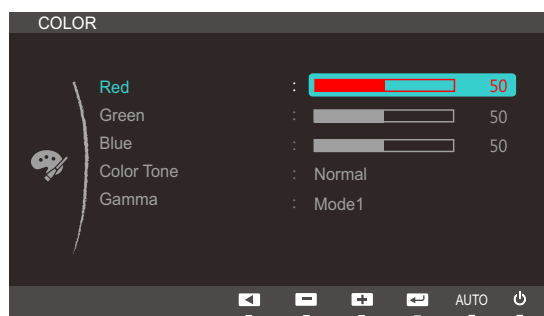 COLOR
Red : 50
Green : 50
Blue : 50
Color Tone : Normal
Gamma : Mode1
AUTO